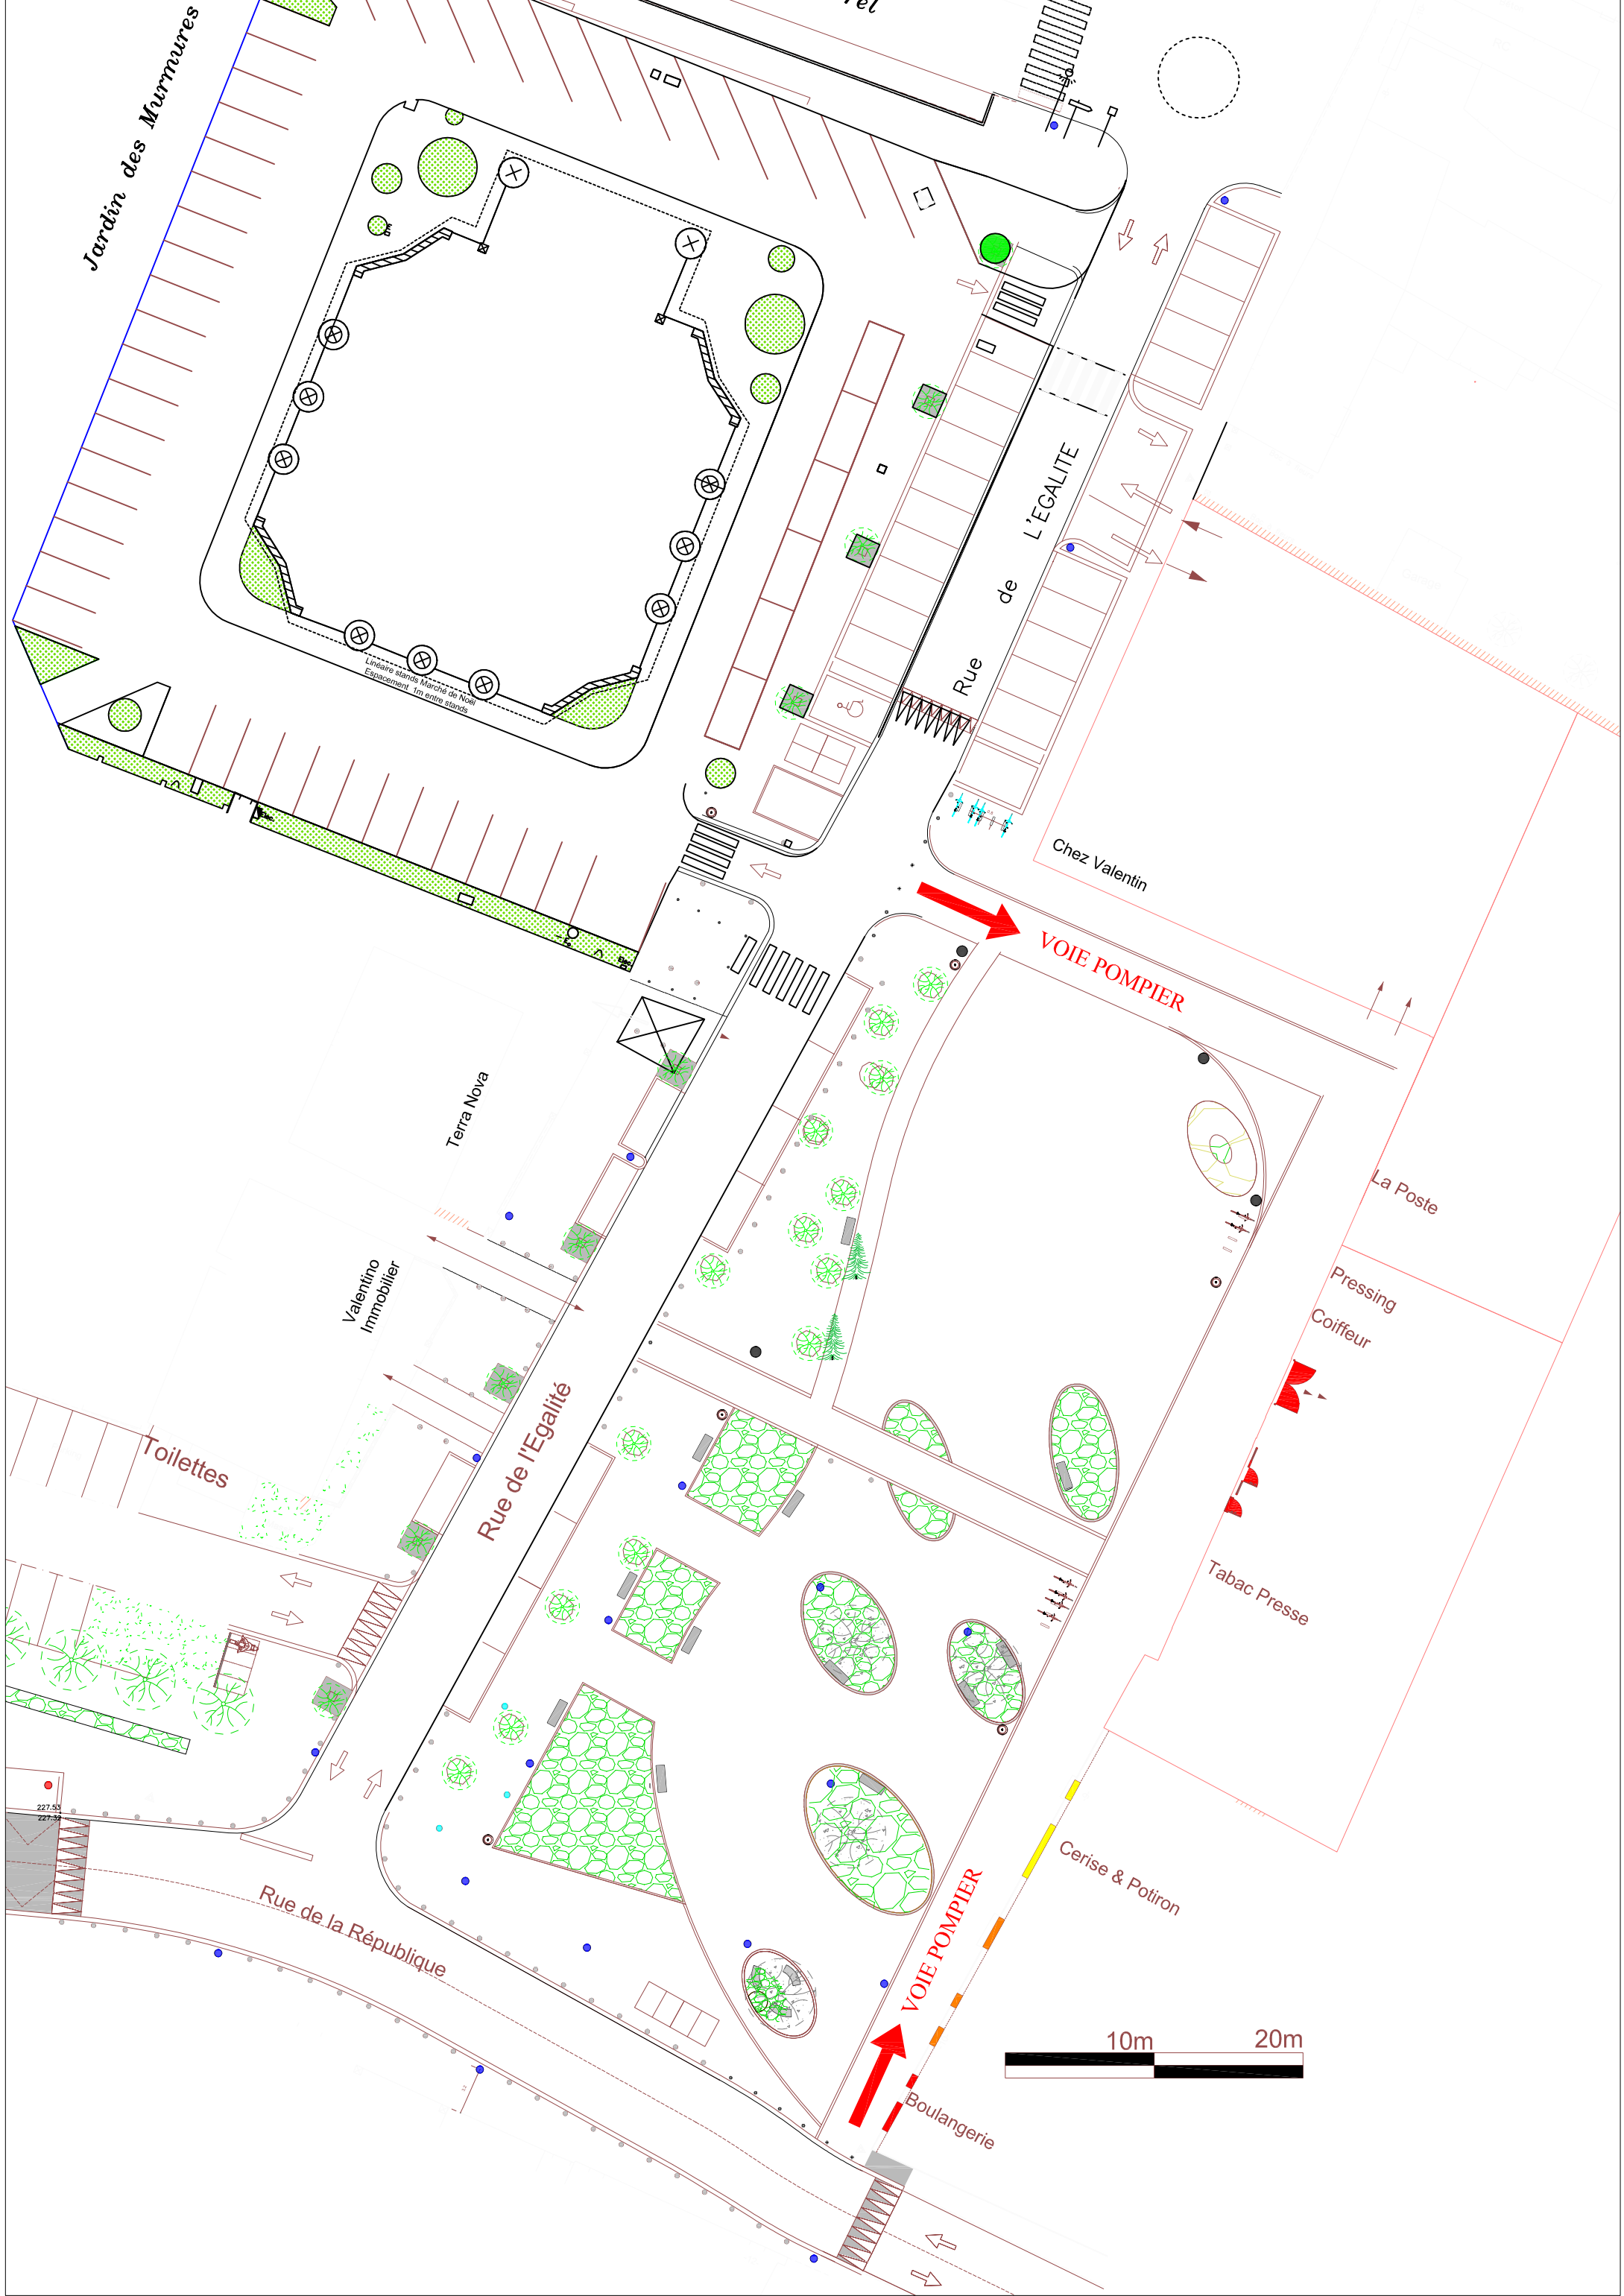 Jardin des Murmures
Linéaire stands Marché de Noël
Espacement 1m entre stands
Rue de L'EGALITE
Chez Valentin
VOIE POMPIER
Terra Nova
La Poste
Valentino
Immobilier
Pressing
Coiffeur
Rue de l'Egalité
Toilettes
Tabac Presse
227.53
227.32
Cerise & Potiron
Rue de la République
VOIE POMPIER
10m 20m
Boulangerie